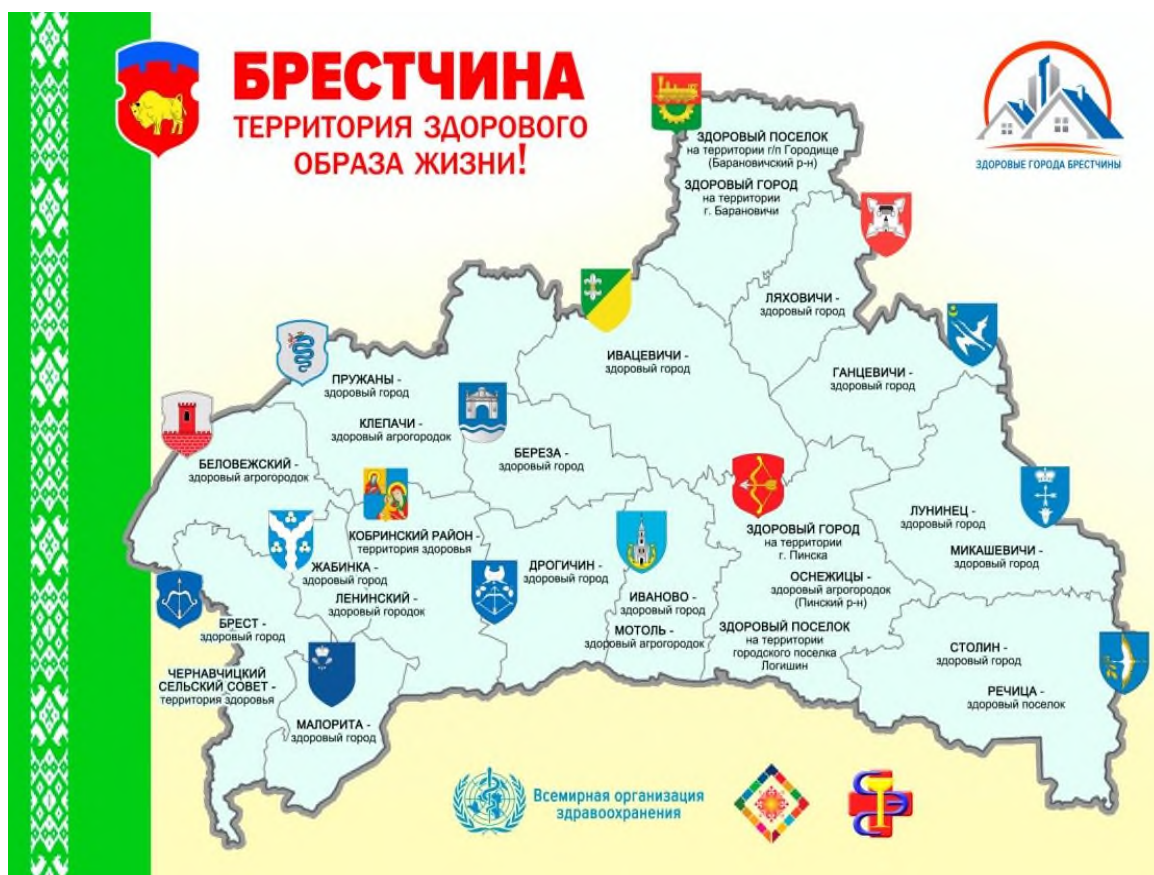 БРЕСТЧИНА
ТЕРРИТОРИЯ ЗДОРОВОГО
ОБРАЗА ЖИЗНИ!
ЗДОРОВЫЕ ГОРОДА БРЕСТЧИНЫ
ЗДОРОВЫЙ ПОСЕЛОК
на территории г/п Городище
(Барановичский р-н)
ЗДОРОВЫЙ ГОРОД
на территории
г. Барановичи
ЛЯХОВИЧИ -
здоровый город
ИВАЦЕВИЧИ -
здоровый город
ГАНЦЕВИЧИ -
здоровый город
ПРУЖАНЫ -
здоровый город
КЛЕПАЧИ -
здоровый агрогородок
БЕРЕЗА -
здоровый город
БЕЛОВЕЖСКИЙ -
здоровый агрогородок
КОБРИНСКИЙ РАЙОН -
территория здоровья
ЖАБИНКА -
здоровый город
ЛЕНИНСКИЙ -
здоровый городок
ДРОГИЧИН -
здоровый город
ИВАНОВО -
здоровый город
МОТОЛЬ -
здоровый агрогородок
ЗДОРОВЫЙ ГОРОД
на территории
г. Пинска
ОСНЕЖИЦЫ -
здоровый агрогородок
(Пинский р-н)
ЗДОРОВЫЙ ПОСЕЛОК
на территории
городского поселка
Логишин
ЛУНИНЕЦ -
здоровый город
МИКАШЕВИЧИ -
здоровый город
СТОЛИН -
здоровый город
РЕЧИЦА -
здоровый поселок
БРЕСТ -
здоровый город
ЧЕРНАВЧИЦКИЙ
СЕЛЬСКИЙ СОВЕТ -
территория здоровья
МАЛОРИТА -
здоровый город
Всемирная организация
здравоохранения